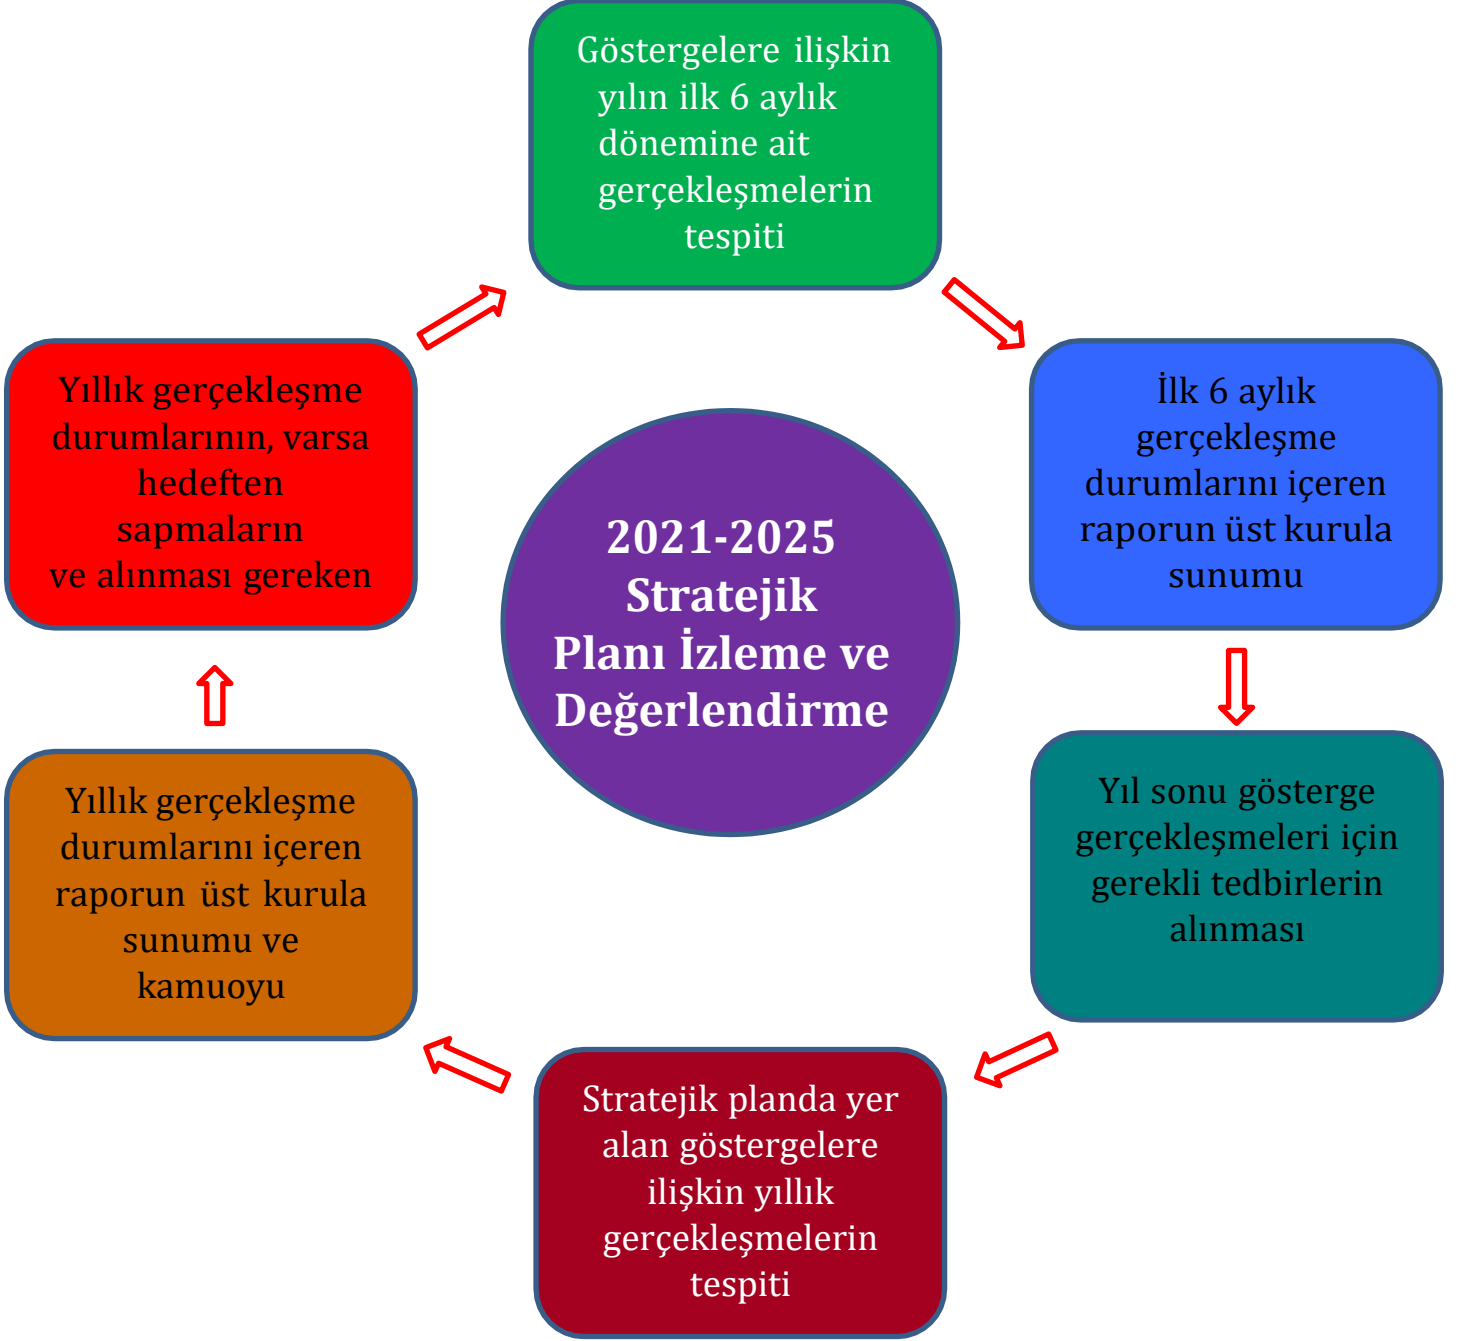 Göstergelere ilişkin
yılın ilk 6 aylık
dönemine ait
gerçekleşmelerin
tespiti
İlk 6 aylık
gerçekleşme
durumlarını içeren
raporun üst kurula
sunumu
Yıl sonu gösterge
gerçekleşmeleri için
gerekli tedbirlerin
alınması
Stratejik planda yer
alan göstergelere
ilişkin yıllık
gerçekleşmelerin
tespiti
Yıllık gerçekleşme
durumlarını içeren
raporun üst kurula
sunumu ve
kamuoyu
Yıllık gerçekleşme
durumlarının, varsa
hedeften
sapmaların
ve alınması gereken
2021-2025
Stratejik
Planı İzleme ve
Değerlendirme